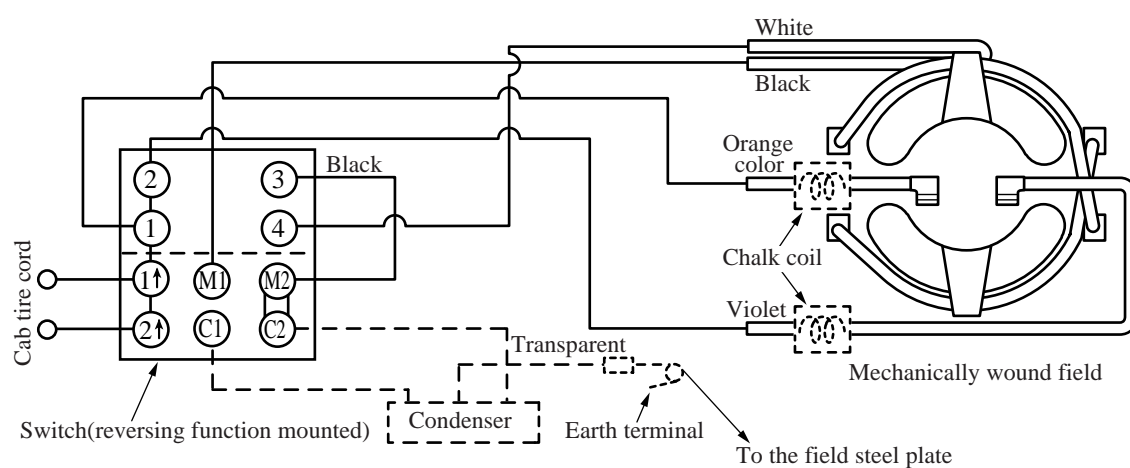 White
Black
Orange
color
Black
2
3
1
4
Chalk coil
1
M1
M2
Cab tire cord
Violet
2
C1
C2
Transparent
Mechanically wound field
Condenser
Switch(reversing function mounted)
Earth terminal
To the field steel plate